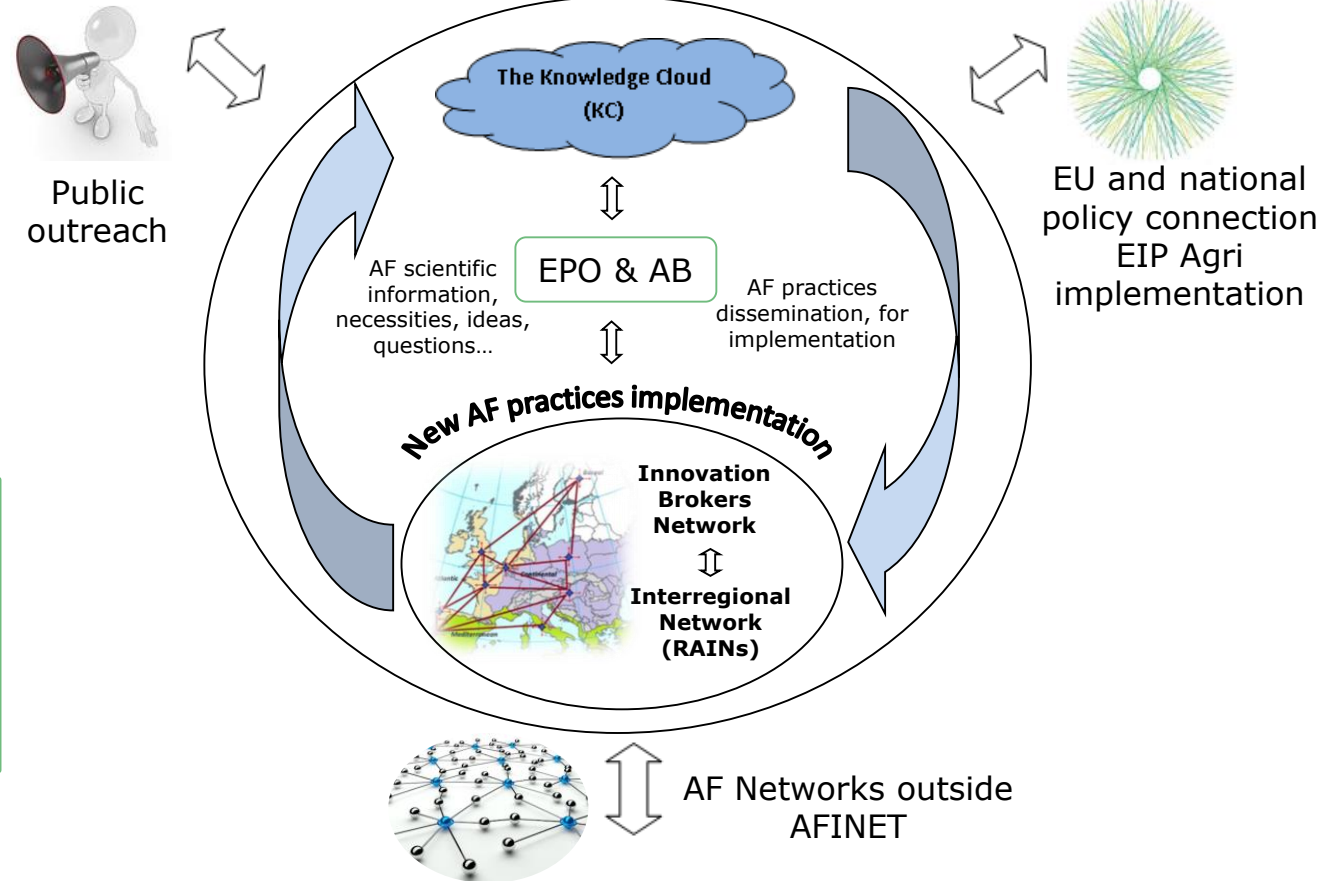 The Knowledge Cloud
(KC)
Public
outreach
EU and national
policy connection
EIP Agri
implementation
EPO & AB
AF scientific
information,
necessities, ideas,
questions…
AF practices
dissemination, for
implementation
New AF practices implementation
Innovation
Brokers
Network
Interregional
Network
(RAINs)
Continental
Mediterranean
AF Networks outside
AFINET